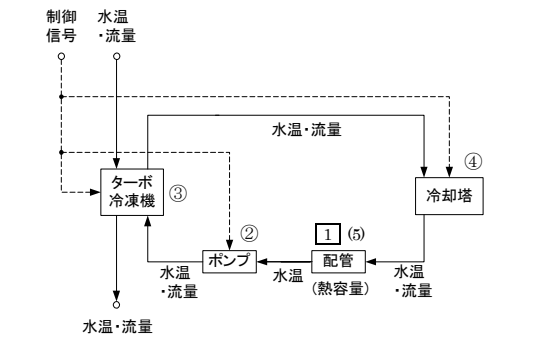 制御
信号
水温
・流量
水温・流量
④
ターボ
冷凍機
③
冷却塔
②
1 (5)
ポンプ
配管
水温
・流量
水温
(熱容量)
水温
・流量
水温・流量